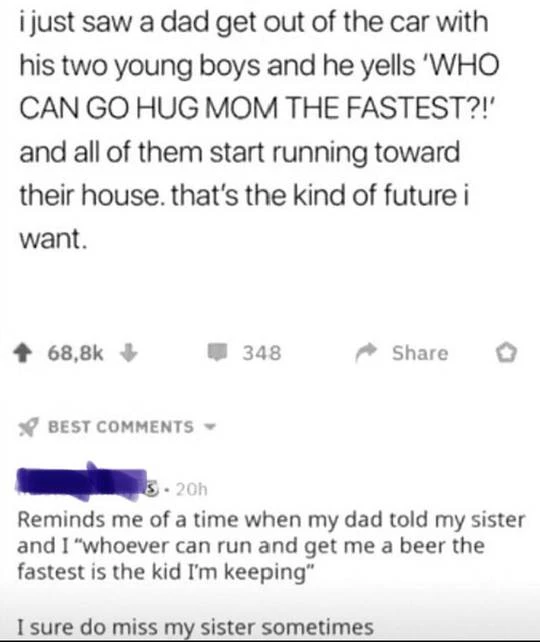 i just saw a dad get out of the car with
his two young boys and he yells 'WHO
CAN GO HUG MOM THE FASTEST?!'
and all of them start running toward
their house. that's the kind of future i
want.
68,8k
348
Share
BEST COMMENTS
S • 20h
Reminds me of a time when my dad told my sister
and I "whoever can run and get me a beer the
fastest is the kid I'm keeping"
I sure do miss my sister sometimes